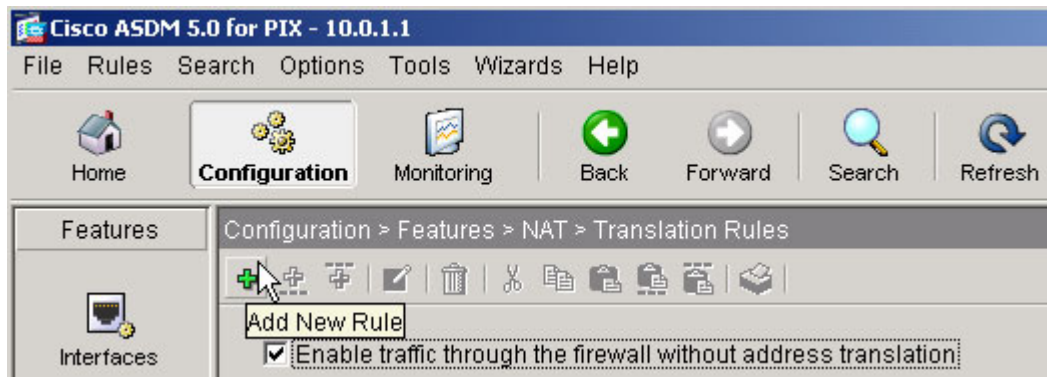 Cisco ASDM 5.0 for PIX - 10.0.1.1
File Rules Search Options Tools Wizards Help
Home Configuration Monitoring Back Forward Search Refresh
Features
Configuration > Features > NAT > Translation Rules
Add New Rule
Interfaces
Enable traffic through the firewall without address translation